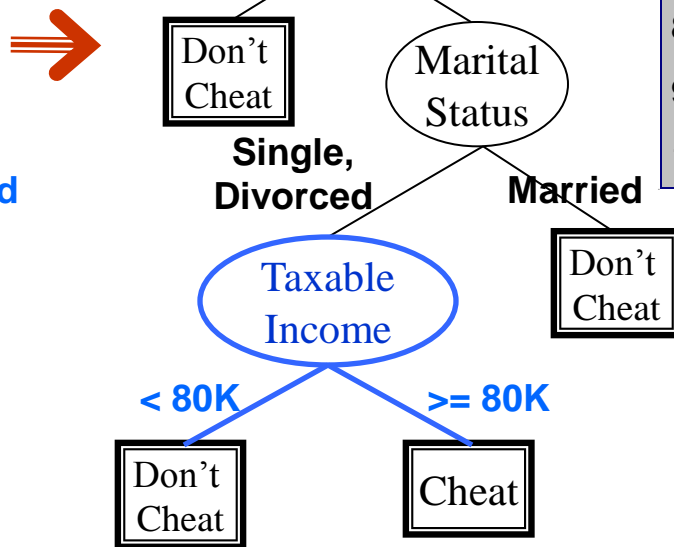 Don't
Cheat
Marital
Status
Single,
Divorced
Married
Don't
Cheat
Taxable
Income
< 80K
>= 80K
Don't
Cheat
Cheat